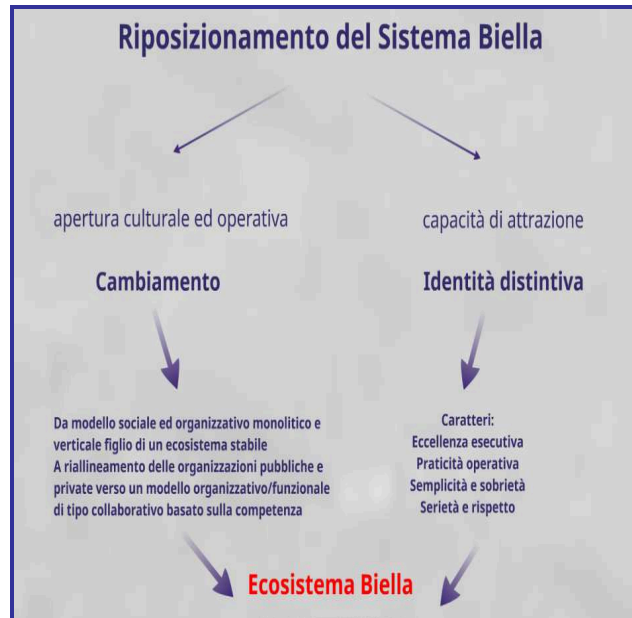 Riposizionamento del Sistema Biella
apertura culturale ed operativa
Cambiamento
Da modello sociale ed organizzativo monolitico e
verticale figlio di un ecosistema stabile
A riallineamento delle organizzazioni pubbliche e
private verso un modello organizzativo/funzionale
di tipo collaborativo basato sulla competenza
capacità di attrazione
Identità distintiva
Caratteri:
Eccellenza esecutiva
Praticità operativa
Semplicità e sobrietà
Serietà e rispetto
Ecosistema Biella